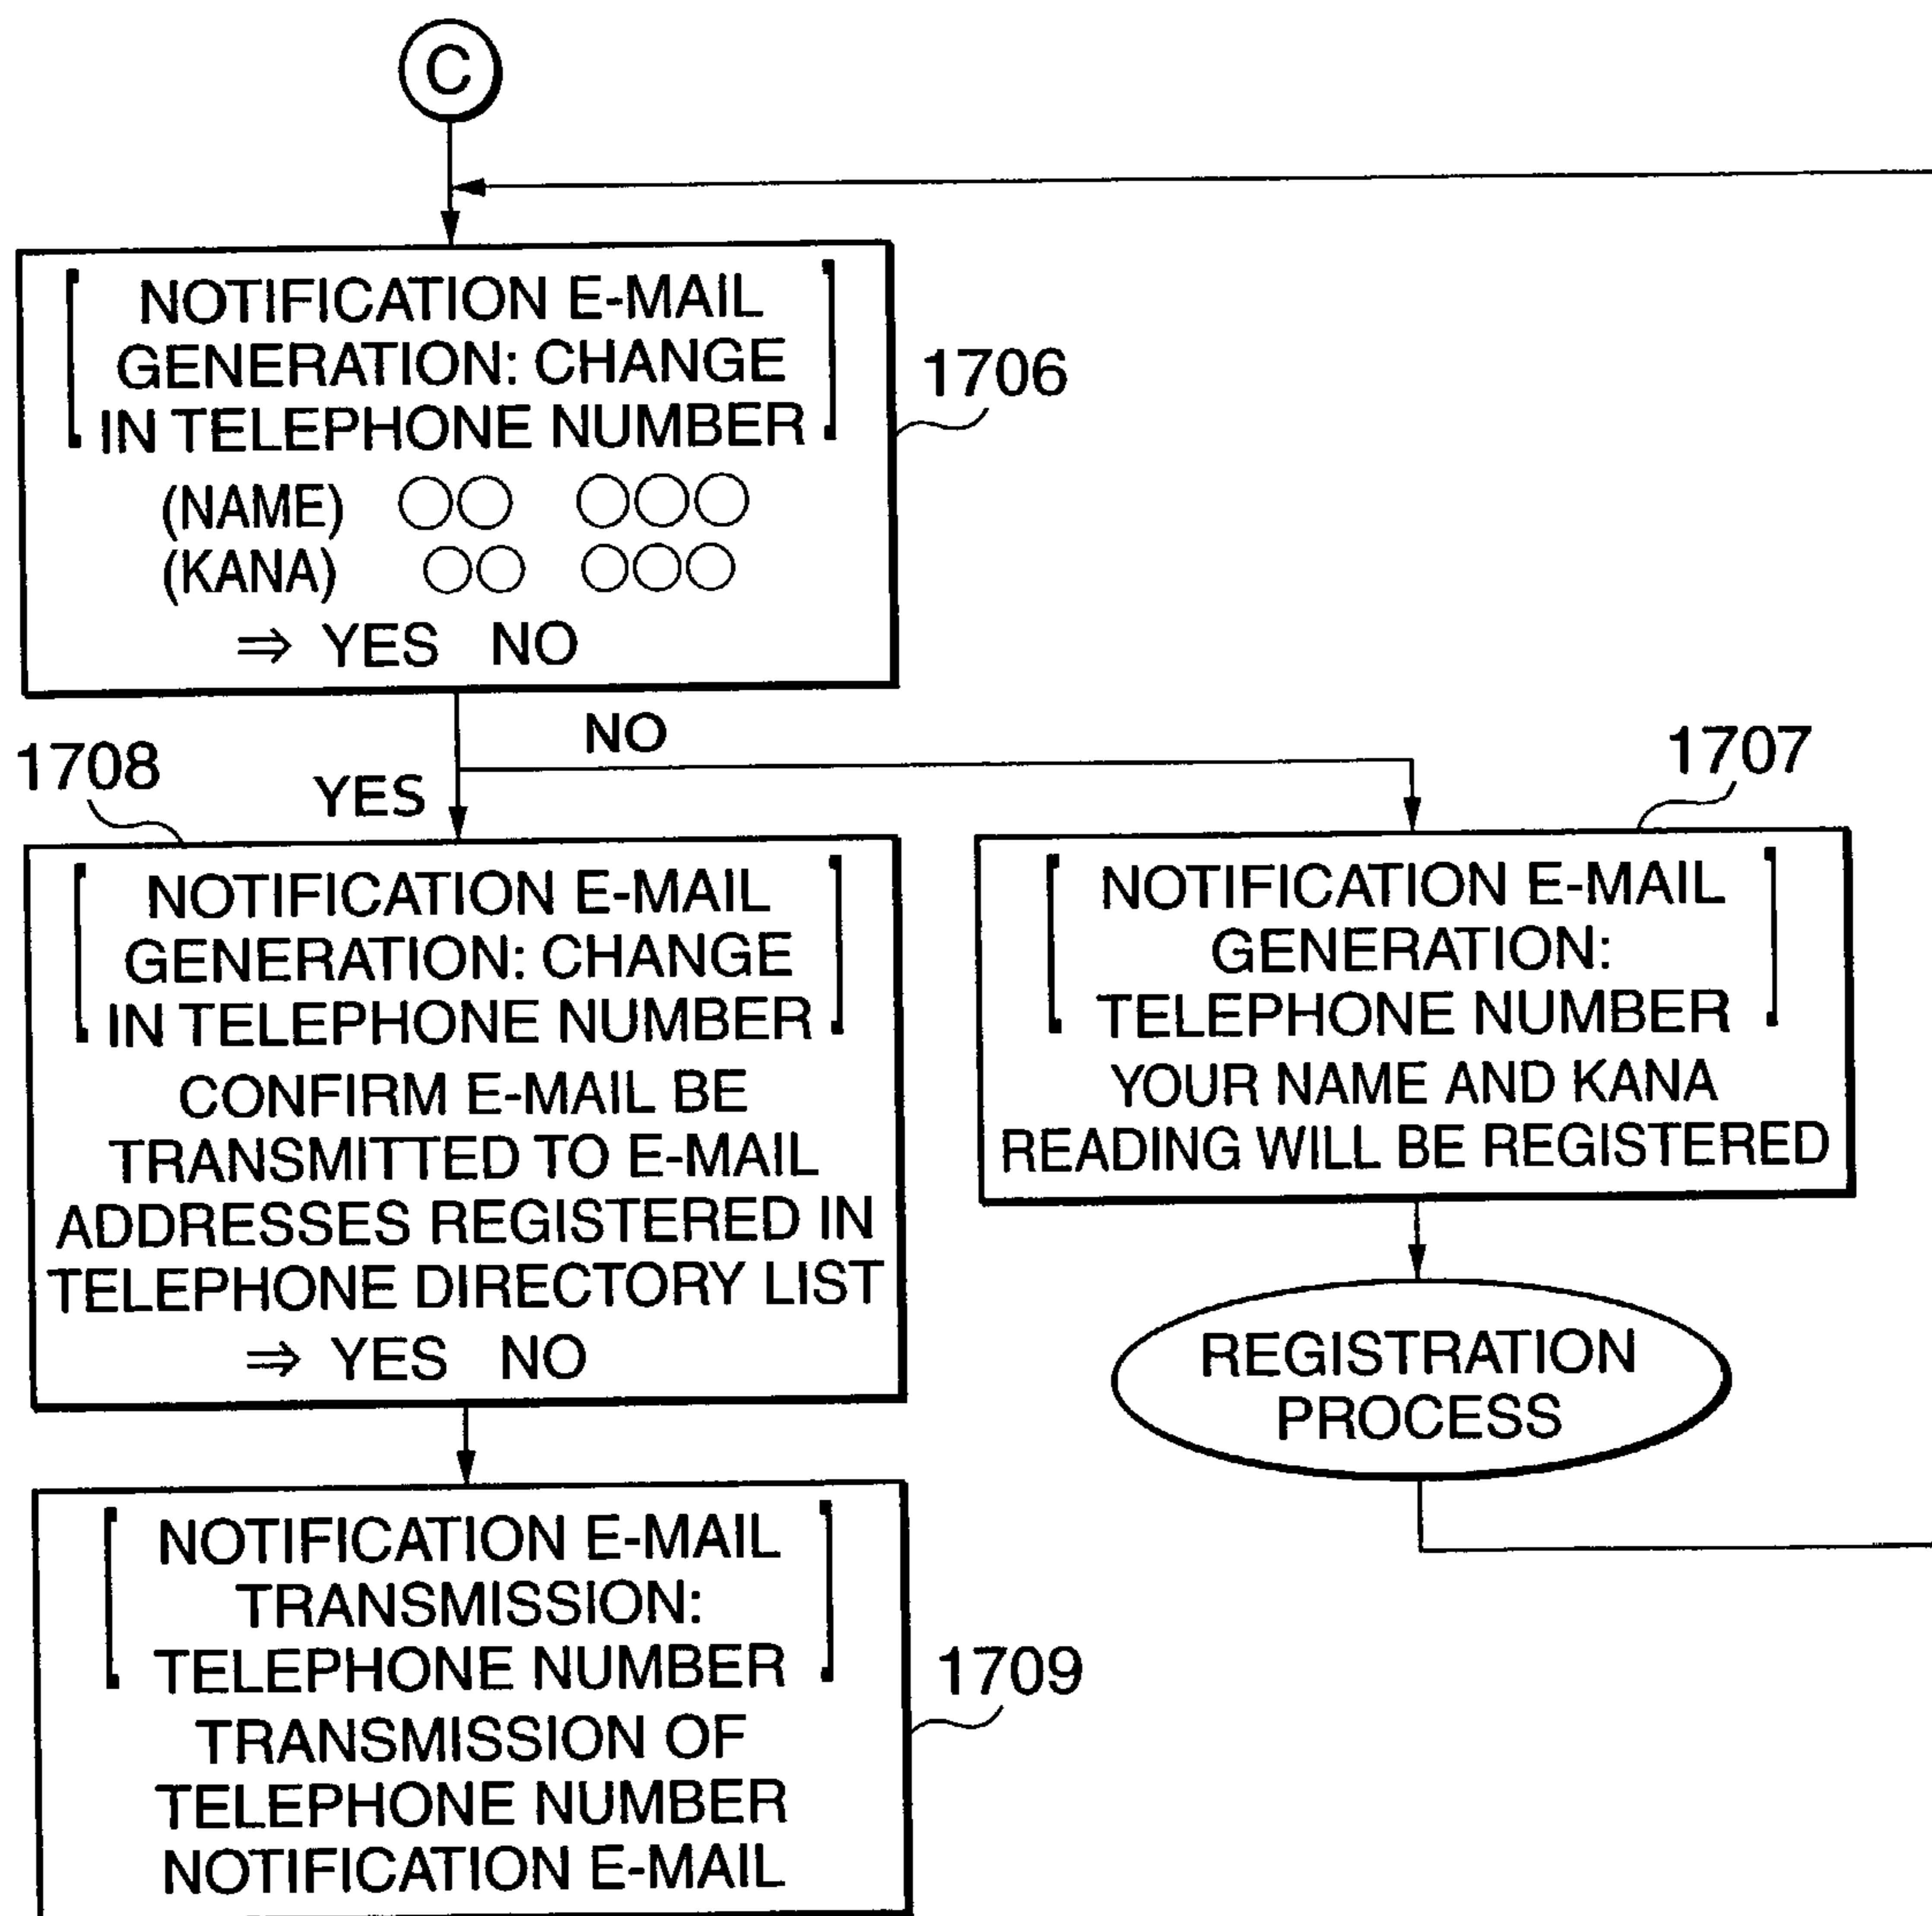 C
NOTIFICATION E-MAIL
GENERATION: CHANGE
IN TELEPHONE NUMBER
(NAME) ○○ ○○○
(KANA) ○○ ○○○
⇒ YES NO
1706
NO
YES
1708
NOTIFICATION E-MAIL
GENERATION: CHANGE
IN TELEPHONE NUMBER
CONFIRM E-MAIL BE
TRANSMITTED TO E-MAIL
ADDRESSES REGISTERED IN
TELEPHONE DIRECTORY LIST
⇒ YES NO
1707
NOTIFICATION E-MAIL
GENERATION:
TELEPHONE NUMBER
YOUR NAME AND KANA
READING WILL BE REGISTERED
REGISTRATION
PROCESS
NOTIFICATION E-MAIL
TRANSMISSION:
TELEPHONE NUMBER
TRANSMISSION OF
TELEPHONE NUMBER
NOTIFICATION E-MAIL
1709